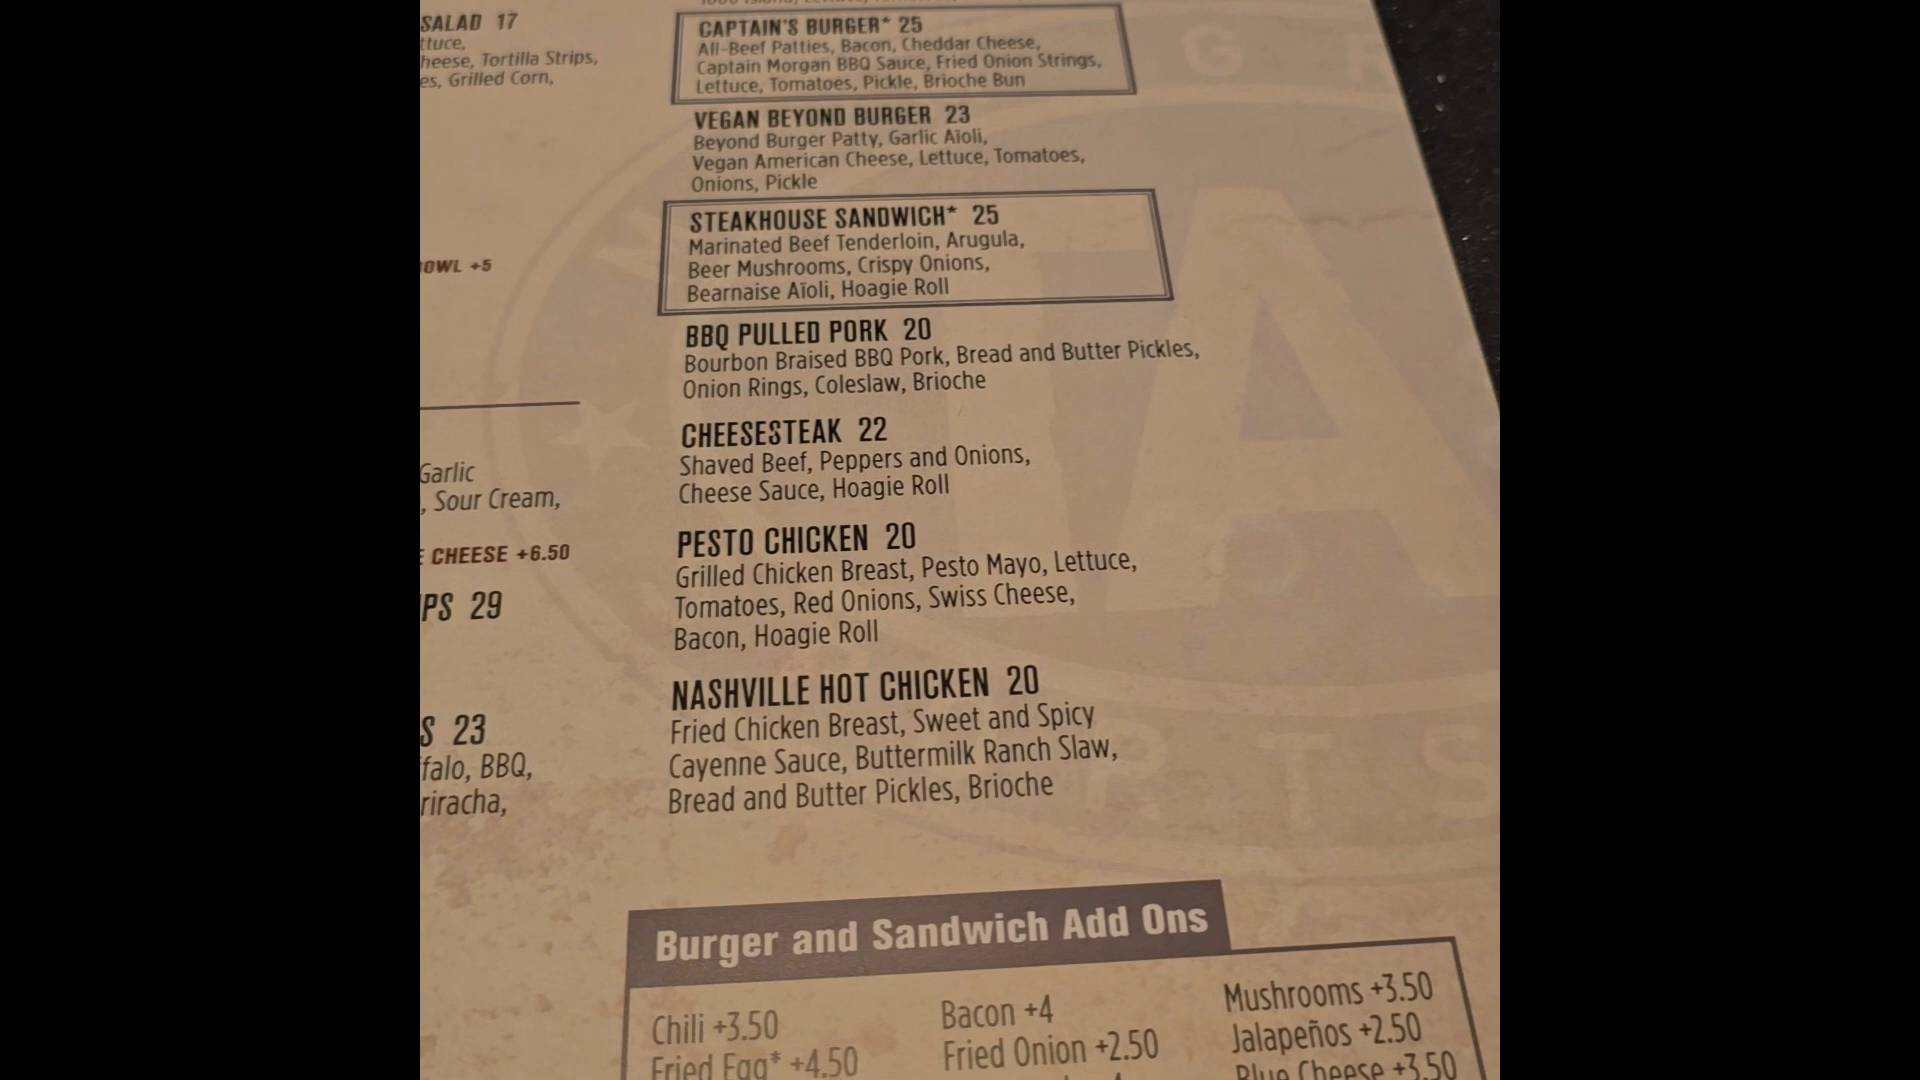 SALAD 17
ttuce,
heese, Tortilla Strips,
es, Grilled Corn,
OWL +5
Garlic
, Sour Cream,
CHEESE +6.50
PS 29
S 23
falo, BBQ,
riracha,
CAPTAIN'S BURGER* 25
All-Beef Patties, Bacon, Cheddar Cheese,
Captain Morgan BBQ Sauce, Fried Onion Strings,
Lettuce, Tomatoes, Pickle, Brioche Bun
VEGAN BEYOND BURGER 23
Beyond Burger Patty, Garlic Aïoli,
Vegan American Cheese, Lettuce, Tomatoes,
Onions, Pickle
STEAKHOUSE SANDWICH* 25
Marinated Beef Tenderloin, Arugula,
Beer Mushrooms, Crispy Onions,
Bearnaise Aïoli, Hoagie Roll
BBQ PULLED PORK 20
Bourbon Braised BBQ Pork, Bread and Butter Pickles,
Onion Rings, Coleslaw, Brioche
CHEESESTEAK 22
Shaved Beef, Peppers and Onions,
Cheese Sauce, Hoagie Roll
PESTO CHICKEN 20
Grilled Chicken Breast, Pesto Mayo, Lettuce,
Tomatoes, Red Onions, Swiss Cheese,
Bacon, Hoagie Roll
NASHVILLE HOT CHICKEN 20
Fried Chicken Breast, Sweet and Spicy
Cayenne Sauce, Buttermilk Ranch Slaw,
Bread and Butter Pickles, Brioche
Burger and Sandwich Add Ons
Chili +3.50
Fried Egg* +4.50
Bacon +4
Fried Onion +2.50
Mushrooms +3.50
Jalapeños +2.50
Blue Cheese +3.50